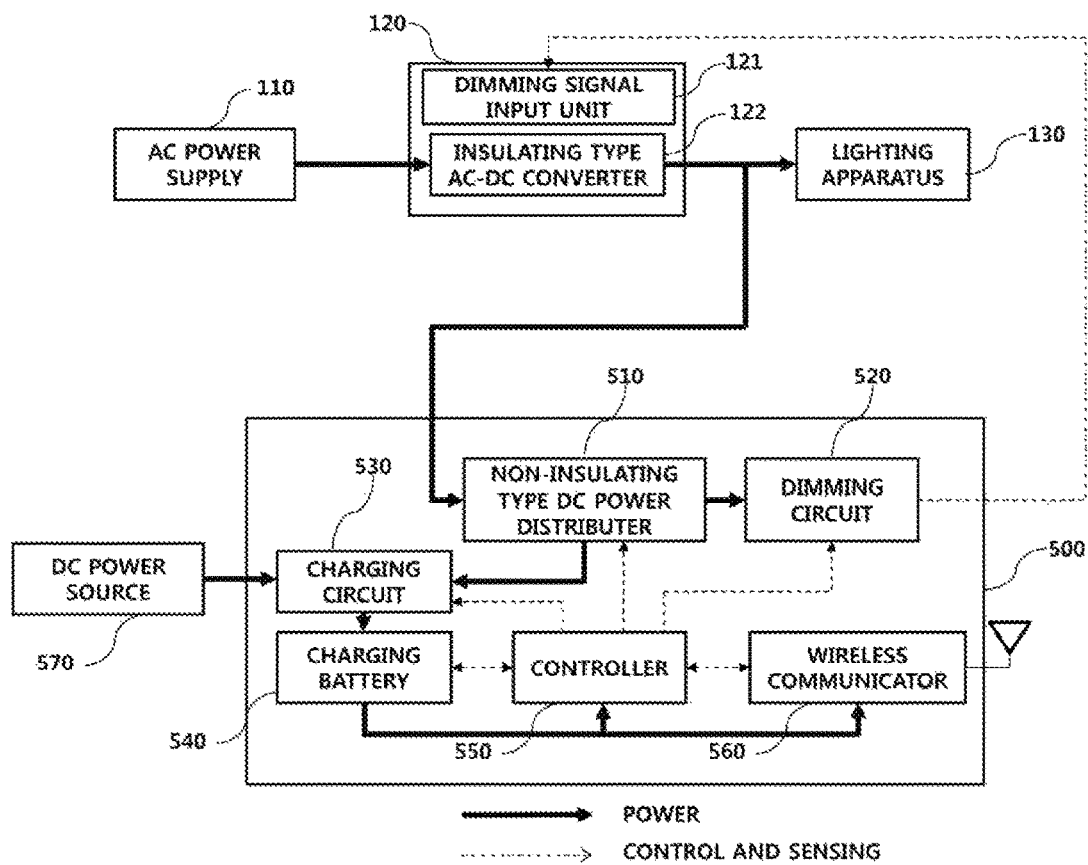 120
121
DIMMING SIGNAL
INPUT UNIT
110
122
130
AC POWER
SUPPLY
INSULATING TYPE
AC-DC CONVERTER
LIGHTING
APPARATUS
510
520
530
NON-INSULATING
TYPE DC POWER
DISTRIBUTER
DIMMING
CIRCUIT
500
DC POWER
SOURCE
CHARGING
CIRCUIT
570
CHARGING
BATTERY
CONTROLLER
WIRELESS
COMMUNICATOR
540
550
560
POWER
CONTROL AND SENSING